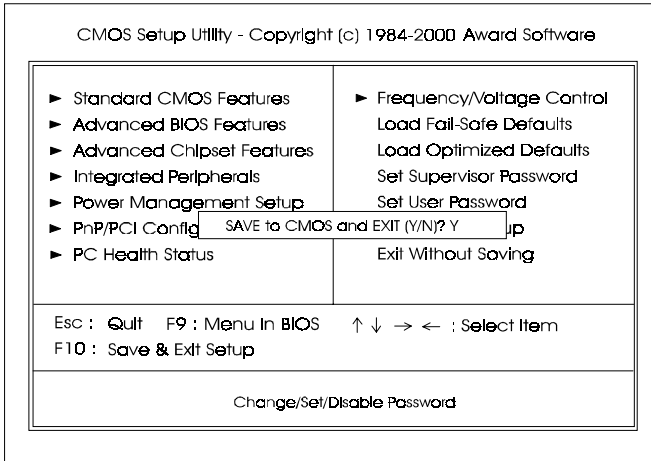 CMOS Setup Utility - Copyright (c) 1984-2000 Award Software
► Standard CMOS Features
► Advanced BIOS Features
► Advanced Chipset Features
► Integrated Peripherals
► Power Management Setup
► PnP/PCI Config
► PC Health Status
► Frequency/Voltage Control
Load Fail-Safe Defaults
Load Optimized Defaults
Set Supervisor Password
Set User Password
up
Exit Without Saving
SAVE to CMOS and EXIT (Y/N)? Y
Esc : Quit F9 : Menu in BIOS ↑ ↓ → ← : Select Item
F10 : Save & Exit Setup
Change/Set/Disable Password